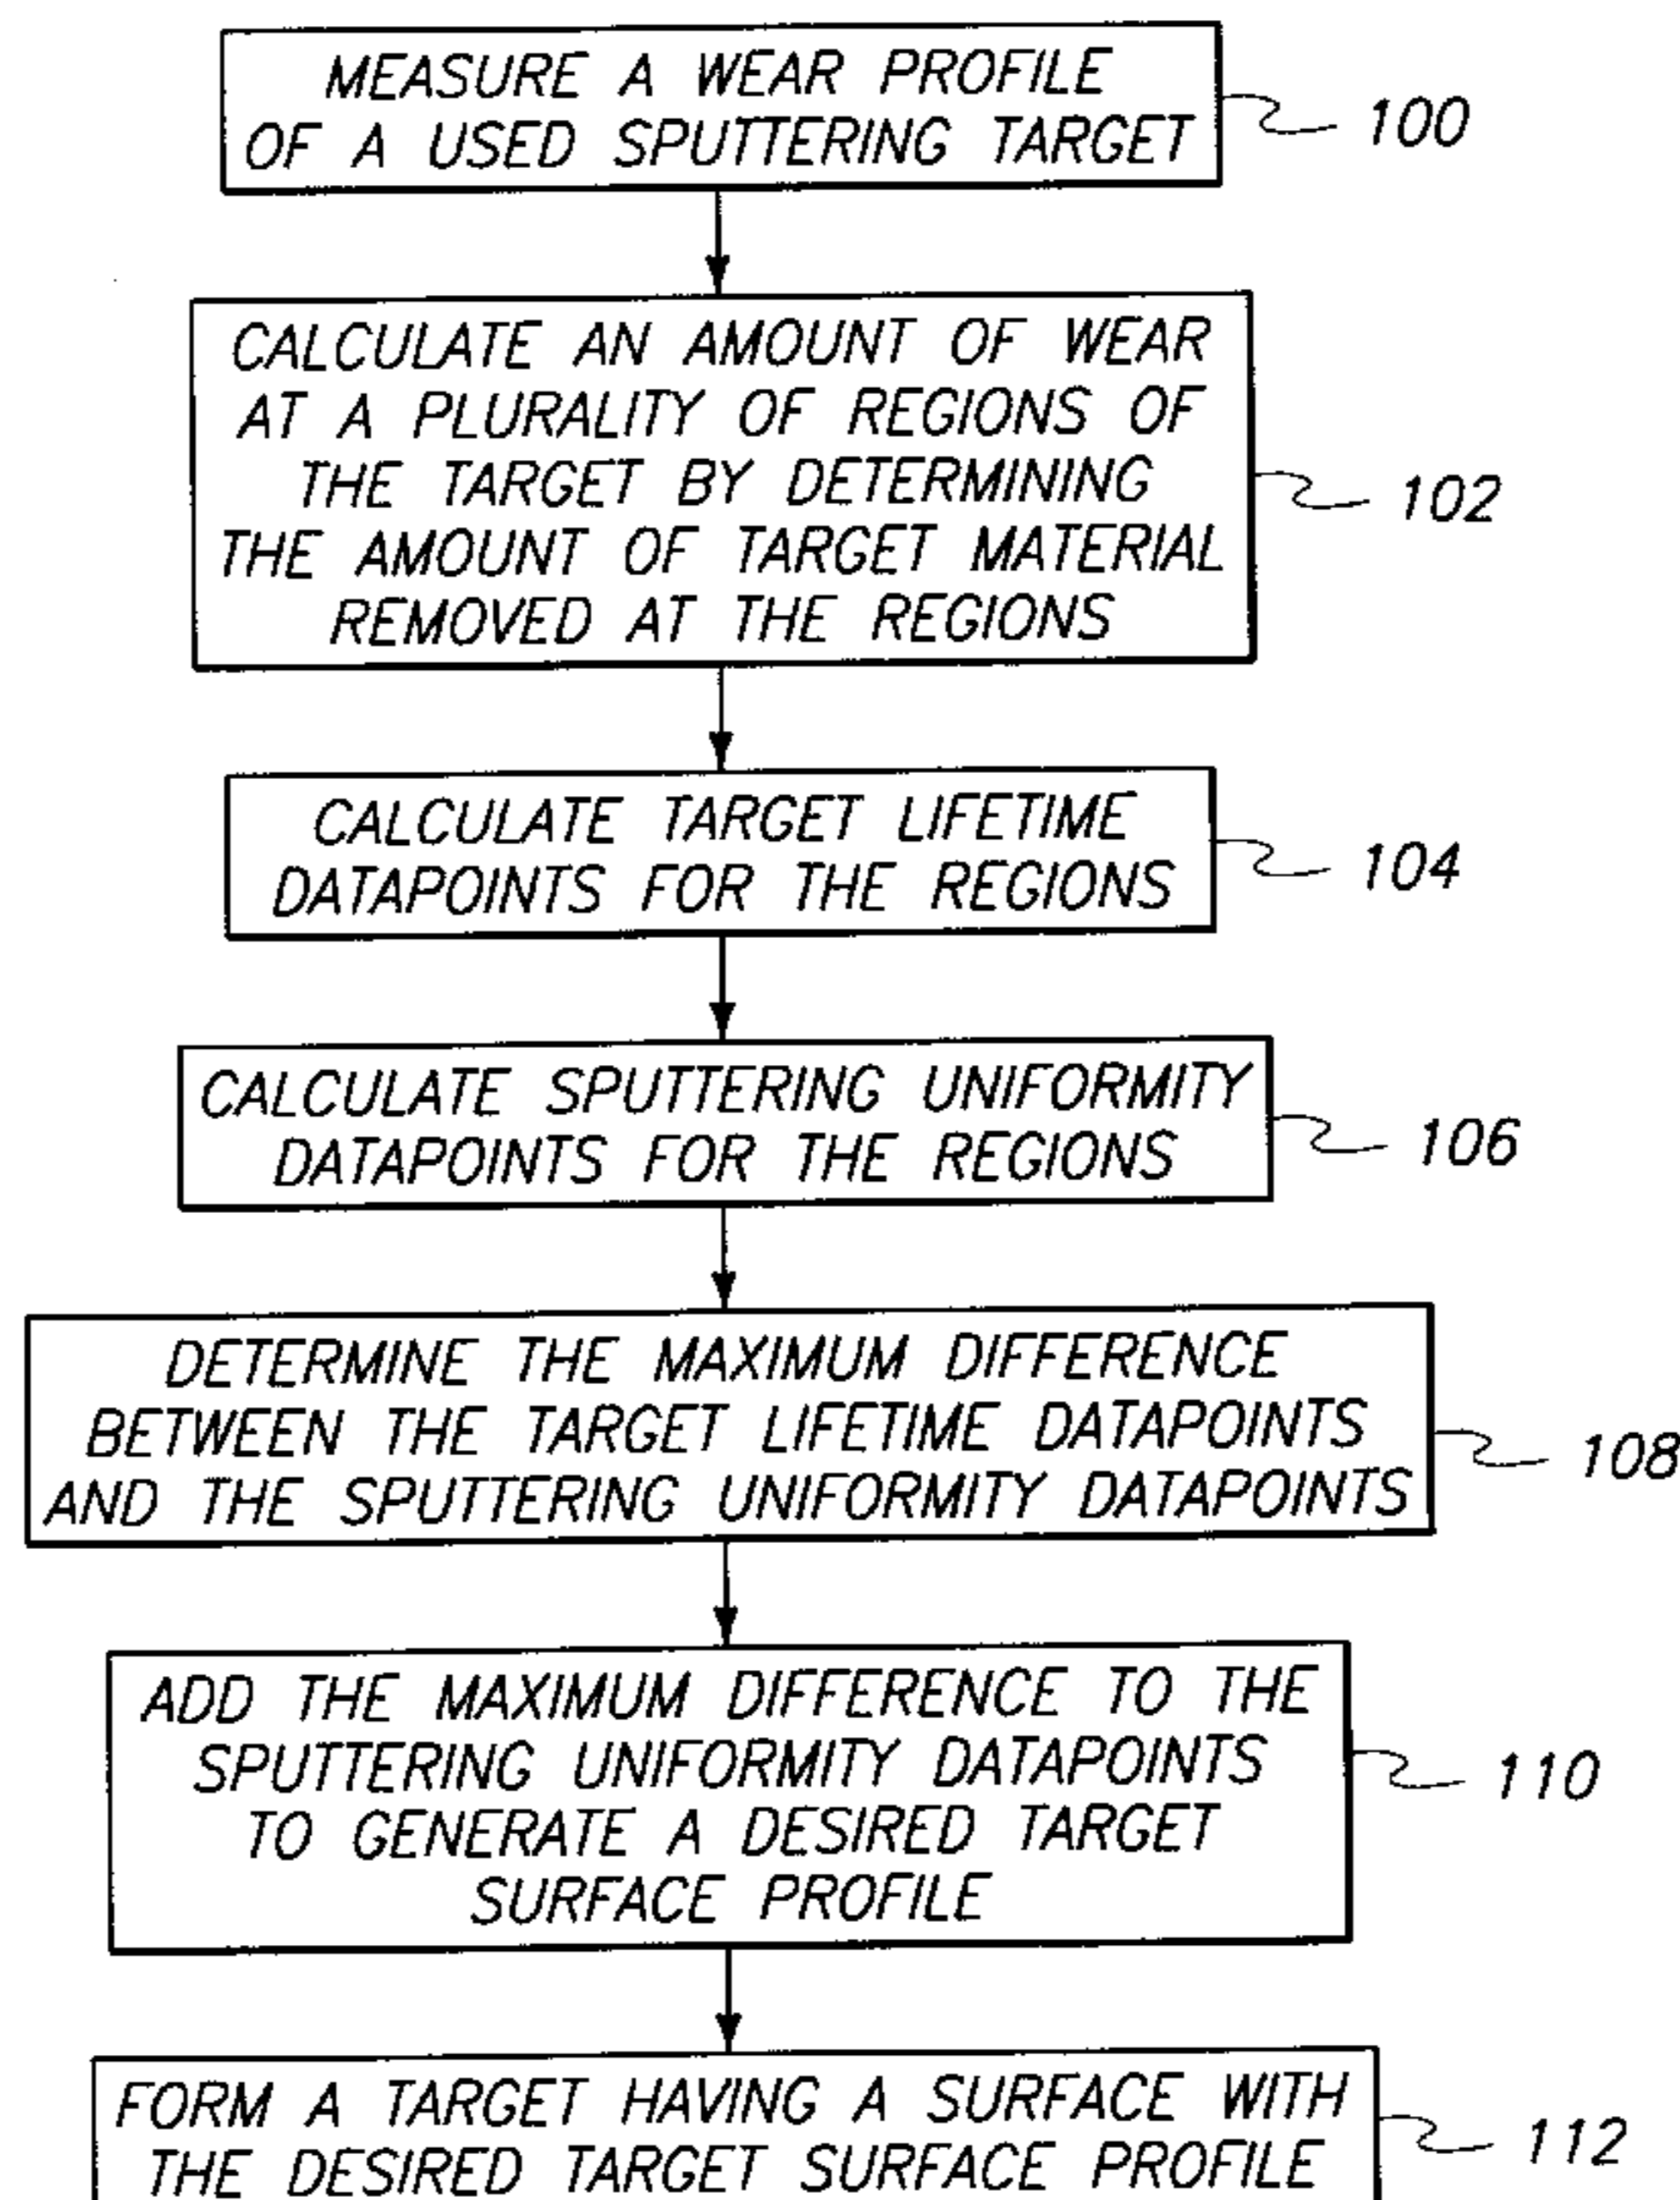 MEASURE A WEAR PROFILE
OF A USED SPUTTERING TARGET
100
CALCULATE AN AMOUNT OF WEAR
AT A PLURALITY OF REGIONS OF
THE TARGET BY DETERMINING
THE AMOUNT OF TARGET MATERIAL
REMOVED AT THE REGIONS
102
CALCULATE TARGET LIFETIME
DATAPOINTS FOR THE REGIONS
104
CALCULATE SPUTTERING UNIFORMITY
DATAPOINTS FOR THE REGIONS
106
DETERMINE THE MAXIMUM DIFFERENCE
BETWEEN THE TARGET LIFETIME DATAPOINTS
AND THE SPUTTERING UNIFORMITY DATAPOINTS
108
ADD THE MAXIMUM DIFFERENCE TO THE
SPUTTERING UNIFORMITY DATAPOINTS
TO GENERATE A DESIRED TARGET
SURFACE PROFILE
110
FORM A TARGET HAVING A SURFACE WITH
THE DESIRED TARGET SURFACE PROFILE
112